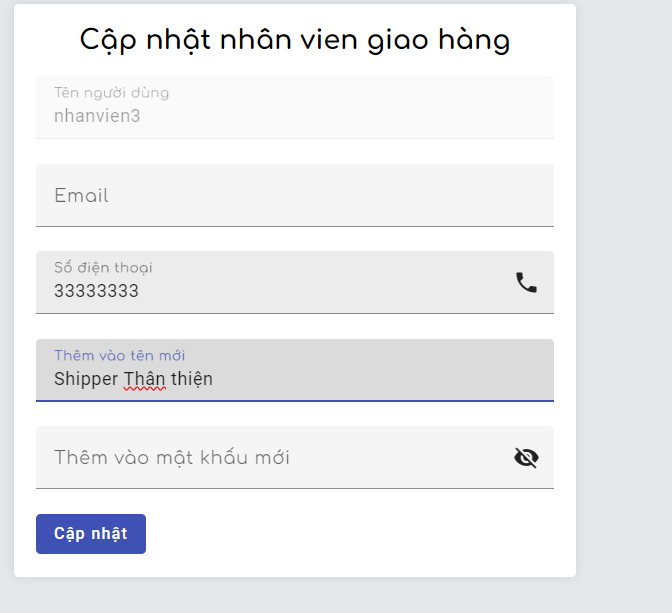 Cập nhật nhân vien giao hàng
Tên người dùng
nhanvien3
Email
Số điện thoại
33333333
Thêm vào tên mới
Shipper Thân thiện
Thêm vào mật khấu mới
Cập nhật